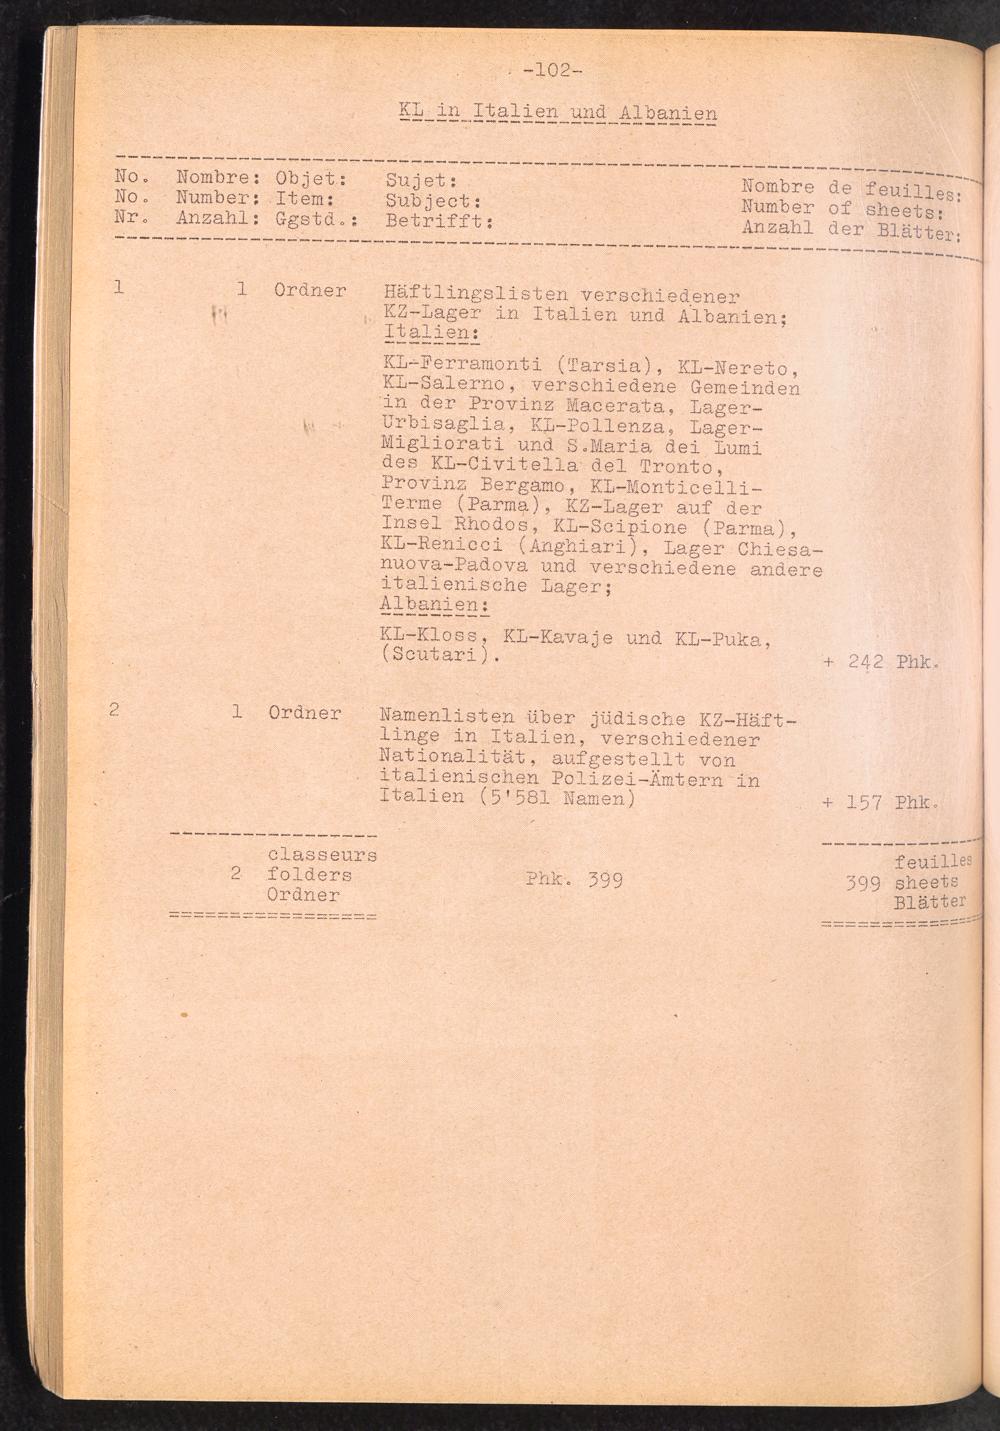 -102-
KL in Italien und Albanien
No. Nombre: Objet: Sujet: Nombre de feuilles:
No. Number: Item: Subject: Number of sheets:
Nr. Anzahl: Ggstd.: Betrifft: Anzahl der Blätter:
1 1 Ordner Häftlingslisten verschiedener
KZ-Lager in Italien und Albanien;
Italien:
KL-Ferramonti (Tarsia), KL-Nereto,
KL-Salerno, verschiedene Gemeinden
in der Provinz Macerata, Lager-
Urbisaglia, KL-Pollenza, Lager-
Migliorati und S.Maria dei Lumi
des KL-Civitella del Tronto,
Provinz Bergamo, KL-Monticelli-
Terme (Parma), KZ-Lager auf der
Insel Rhodos, KL-Scipione (Parma),
KL-Renicci (Anghiari), Lager Chiesa-
nuova-Padova und verschiedene andere
italienische Lager;
Albanien:
KL-Kloss, KL-Kavaje und KL-Puka,
(Scutari). + 242 Phk.
2 1 Ordner Namenlisten über jüdische KZ-Häft-
linge in Italien, verschiedener
Nationalität, aufgestellt von
italienischen Polizei-Ämtern in
Italien (5'581 Namen) + 157 Phk.
classeurs feuilles
2 folders Phk. 399 399 sheets
Ordner Blätter